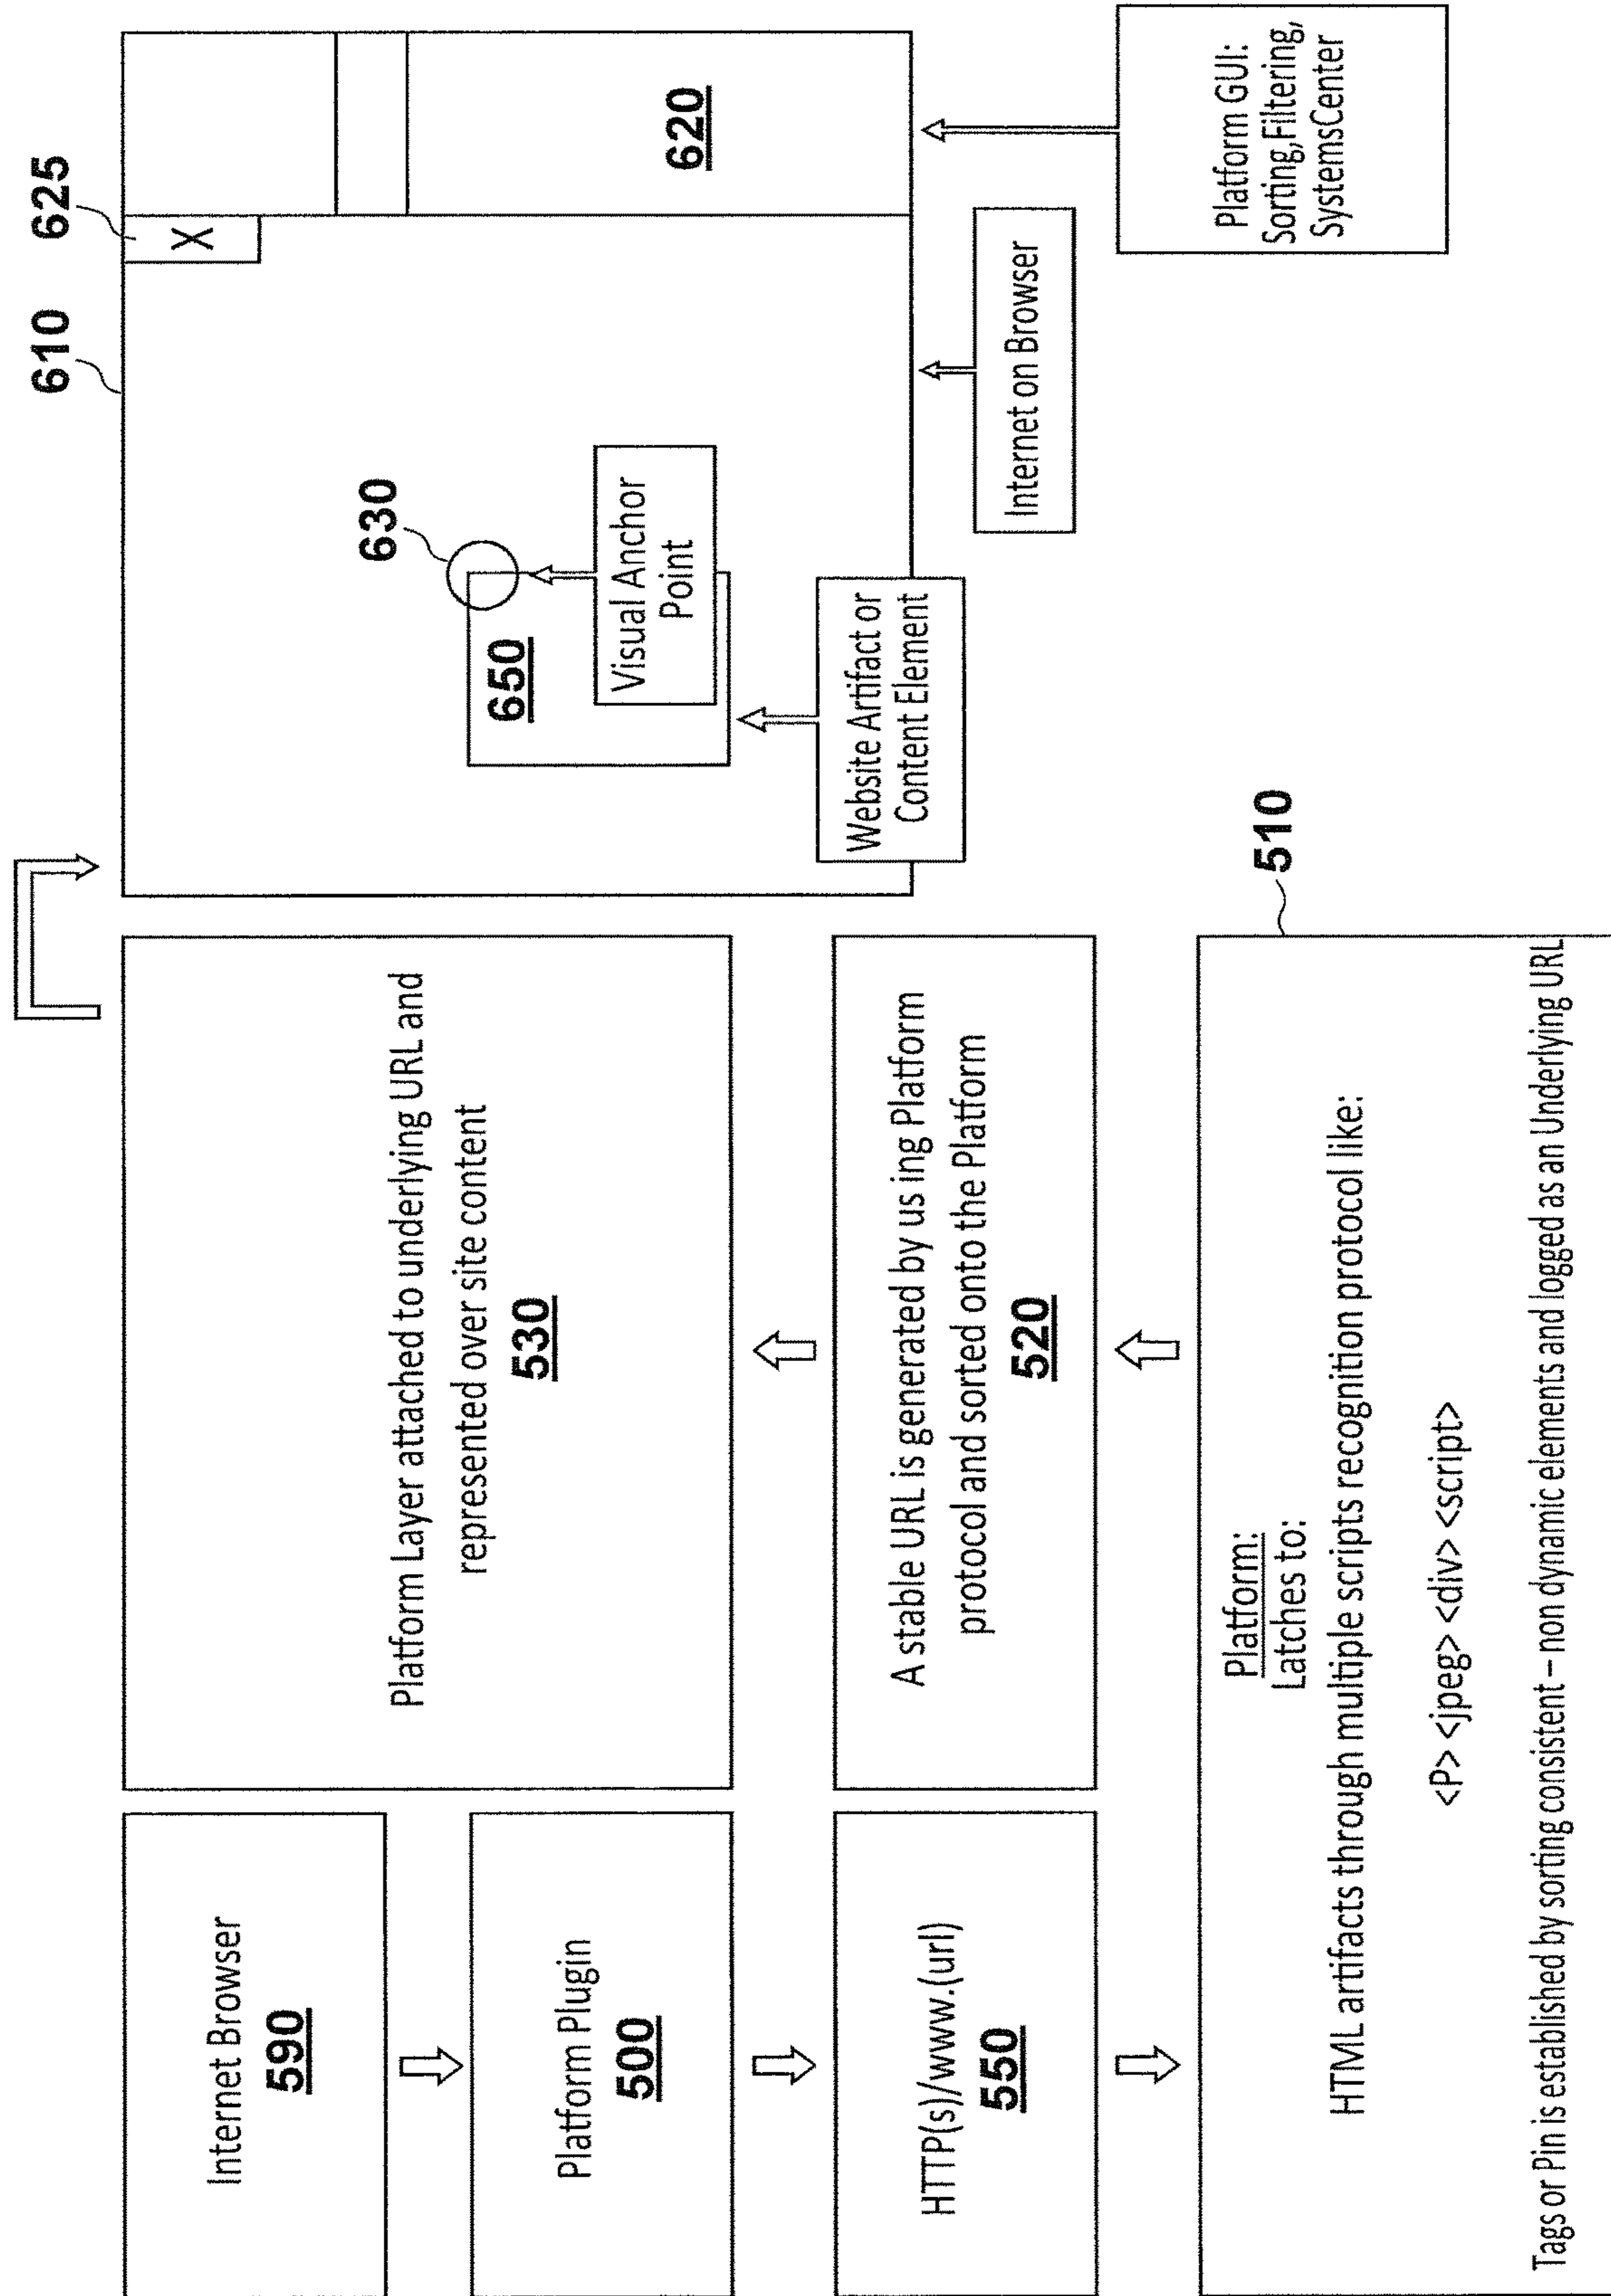 Internet Browser
590
Platform Plugin
500
HTTP(s)/www.(url)
550
Platform:
Latches to:
HTML artifacts through multiple scripts recognition protocol like:
<P> <jpeg> <div> <script>
Tags or Pin is established by sorting consistent – non dynamic elements and logged as an Underlying URL
510
A stable URL is generated by us ing Platform
protocol and sorted onto the Platform
520
Platform Layer attached to underlying URL and
represented over site content
530
610
625
X
630
650
Visual Anchor
Point
620
Website Artifact or
Content Element
Internet on Browser
Platform GUI:
Sorting,Filtering,
SystemsCenter